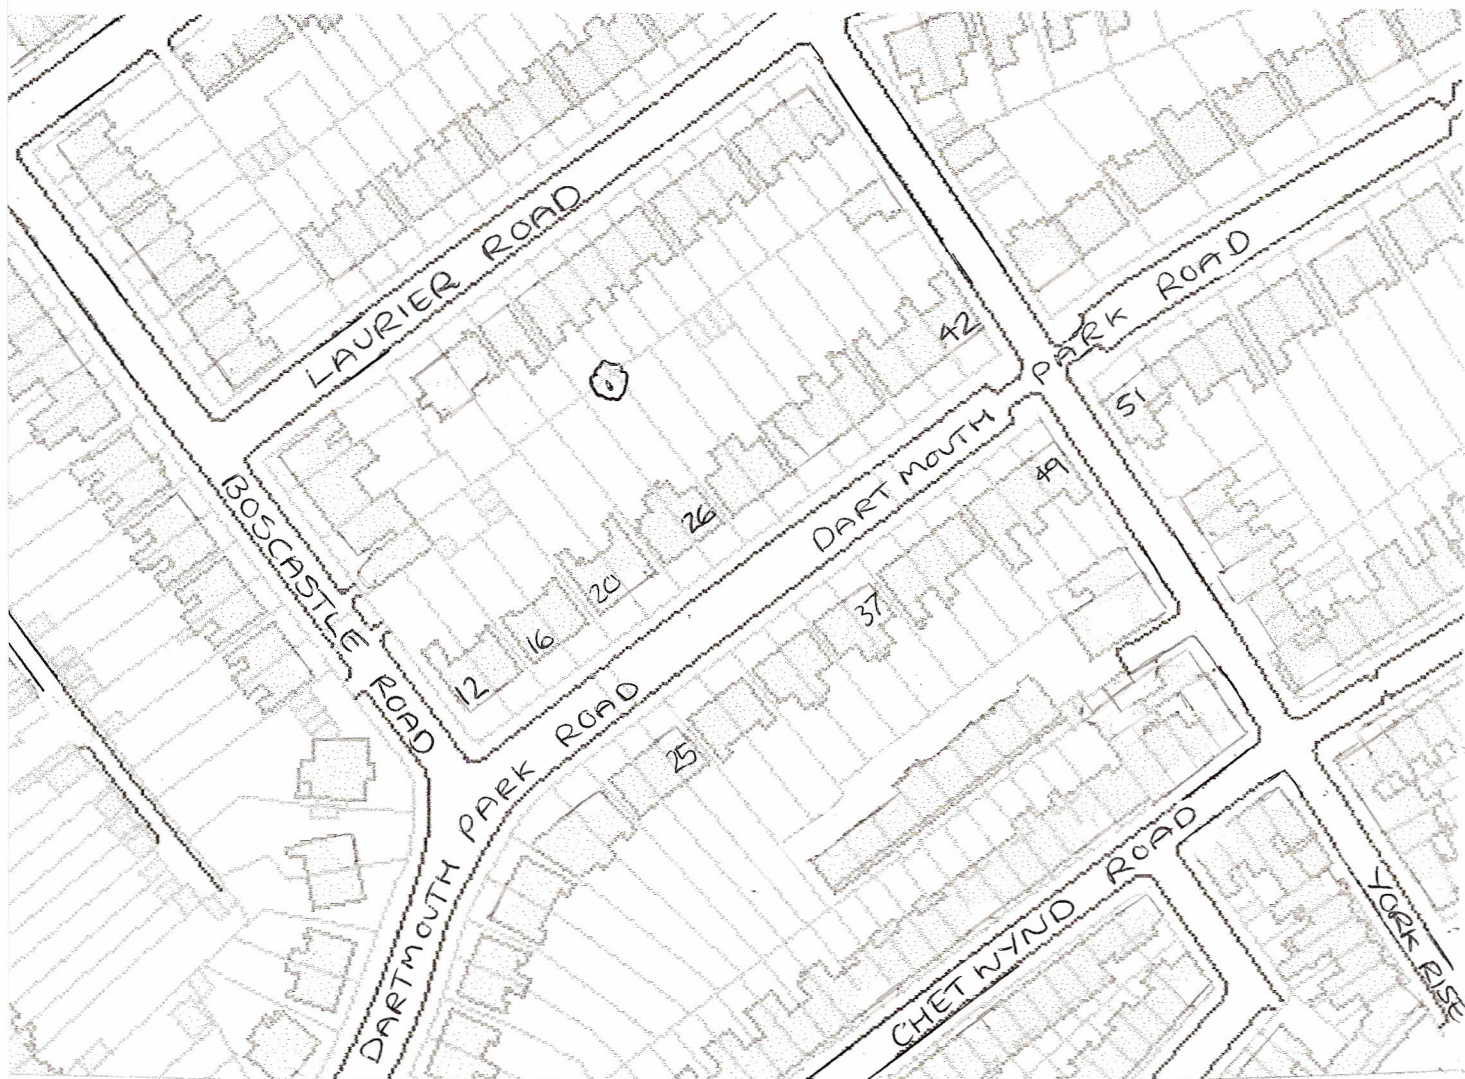 LAURIER ROAD
PARK ROAD
42
51
DARTMOUTH
49
BOSCASTLE ROAD
26
20
37
16
12
ROAD
25
DARTMOUTH PARK
CHETWYND ROAD
YORK RISE